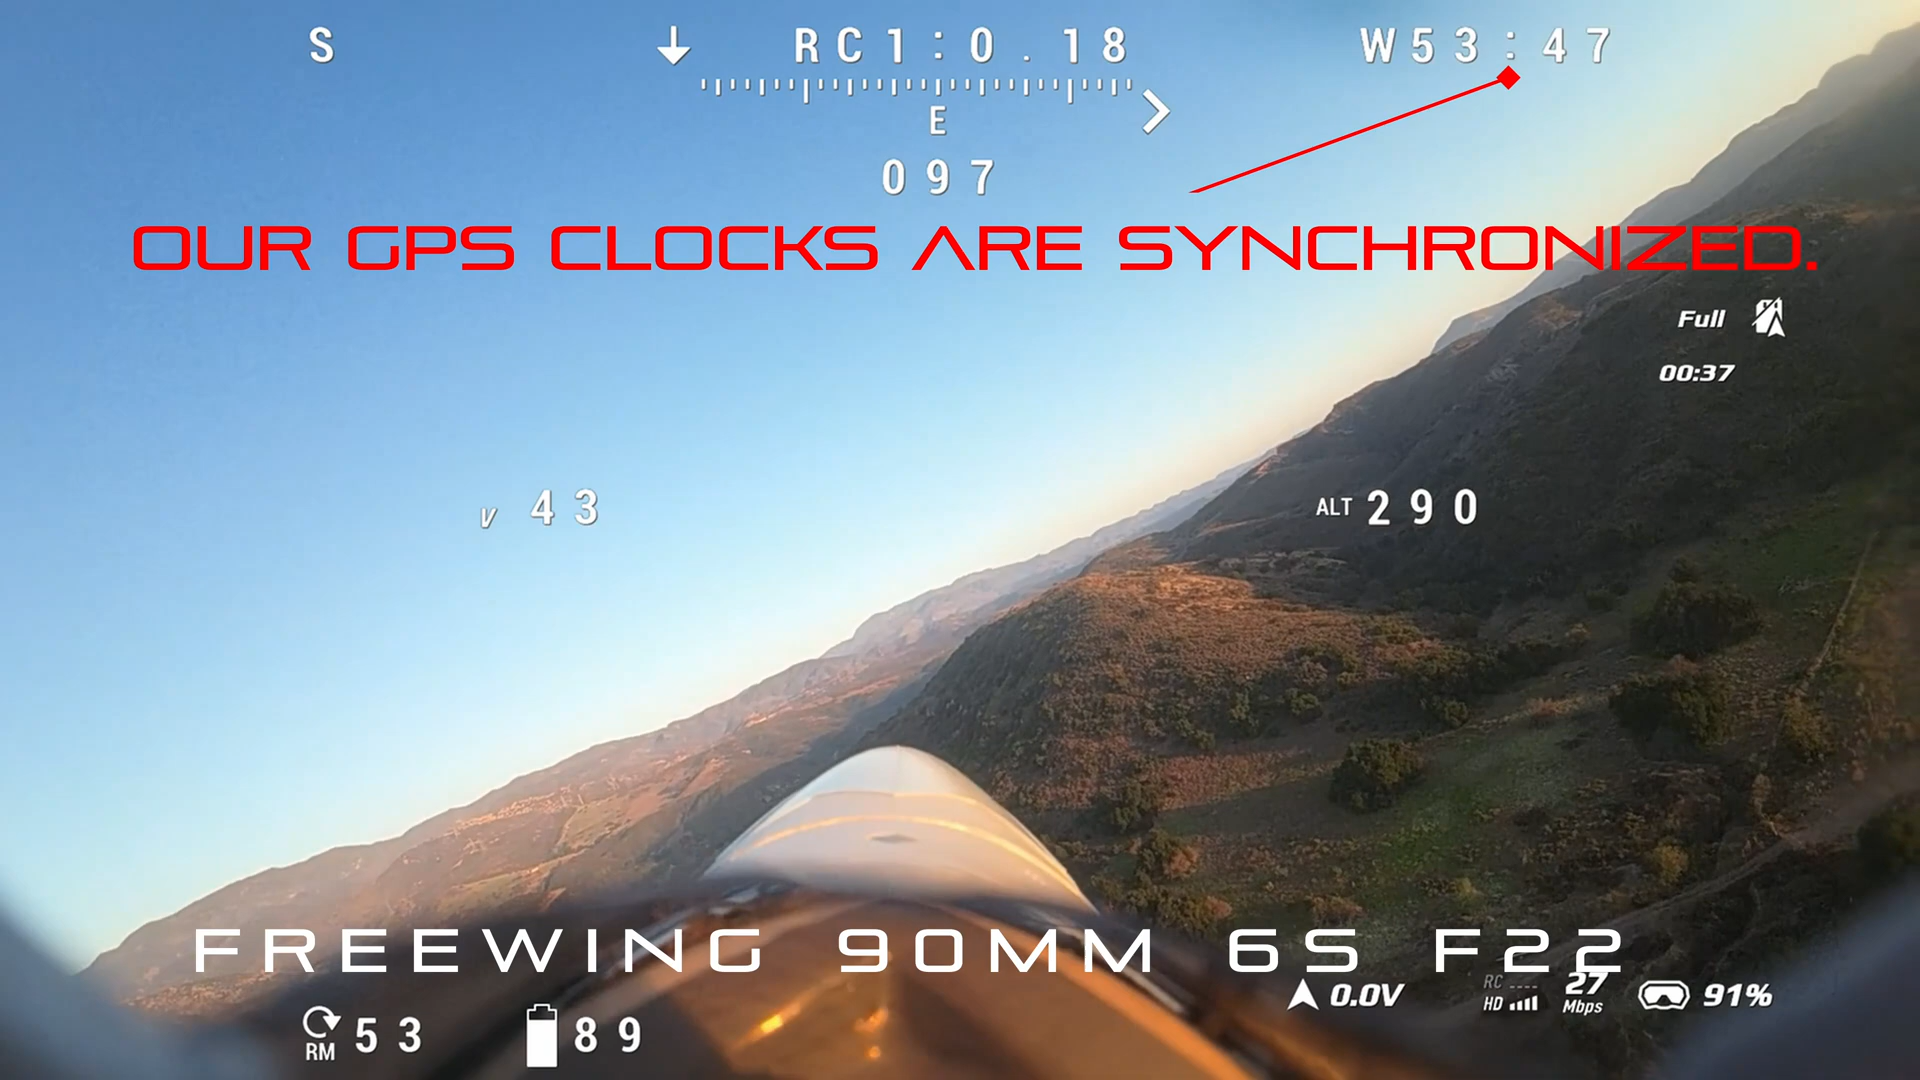 S RC1:0.18 W53:47
E
097
OUR GPS CLOCKS ARE SYNCHRONIZED.
Full
00:37
V 43 ALT 290
FREEWING 90MM 6S F22
0.0V RC ---- HD 27 Mbps 91%
RM 53 89